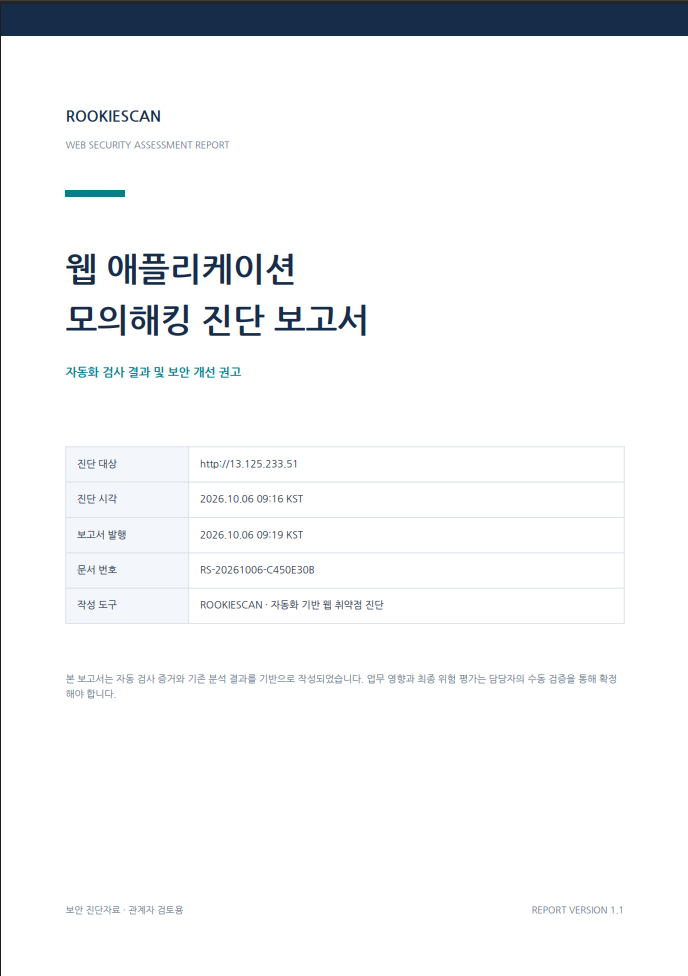 ROOKIESCAN
WEB SECURITY ASSESSMENT REPORT
웹 애플리케이션
모의해킹 진단 보고서
자동화 검사 결과 및 보안 개선 권고
진단 대상 http://13.125.233.51
진단 시각 2026.10.06 09:16 KST
보고서 발행 2026.10.06 09:19 KST
문서 번호 RS-20261006-C450E30B
작성 도구 ROOKIESCAN · 자동화 기반 웹 취약점 진단
본 보고서는 자동 검사 증거와 기존 분석 결과를 기반으로 작성되었습니다. 업무 영향과 최종 위험 평가는 담당자의 수동 검증을 통해 확정
해야 합니다.
보안 진단자료 · 관계자 검토용
REPORT VERSION 1.1